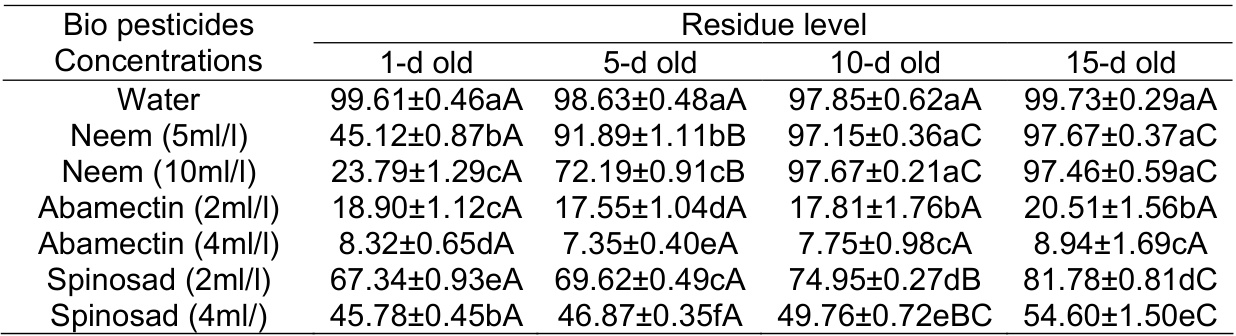 Bio pesticides Concentrations Residue level
1-d old 5-d old 10-d old 15-d old
Water 99.61±0.46aA 98.63±0.48aA 97.85±0.62aA 99.73±0.29aA
Neem (5ml/l) 45.12±0.87bA 91.89±1.11bB 97.15±0.36aC 97.67±0.37aC
Neem (10ml/l) 23.79±1.29cA 72.19±0.91cB 97.67±0.21aC 97.46±0.59aC
Abamectin (2ml/l) 18.90±1.12cA 17.55±1.04dA 17.81±1.76bA 20.51±1.56bA
Abamectin (4ml/l) 8.32±0.65dA 7.35±0.40eA 7.75±0.98cA 8.94±1.69cA
Spinosad (2ml/l) 67.34±0.93eA 69.62±0.49cA 74.95±0.27dB 81.78±0.81dC
Spinosad (4ml/) 45.78±0.45bA 46.87±0.35fA 49.76±0.72eBC 54.60±1.50eC